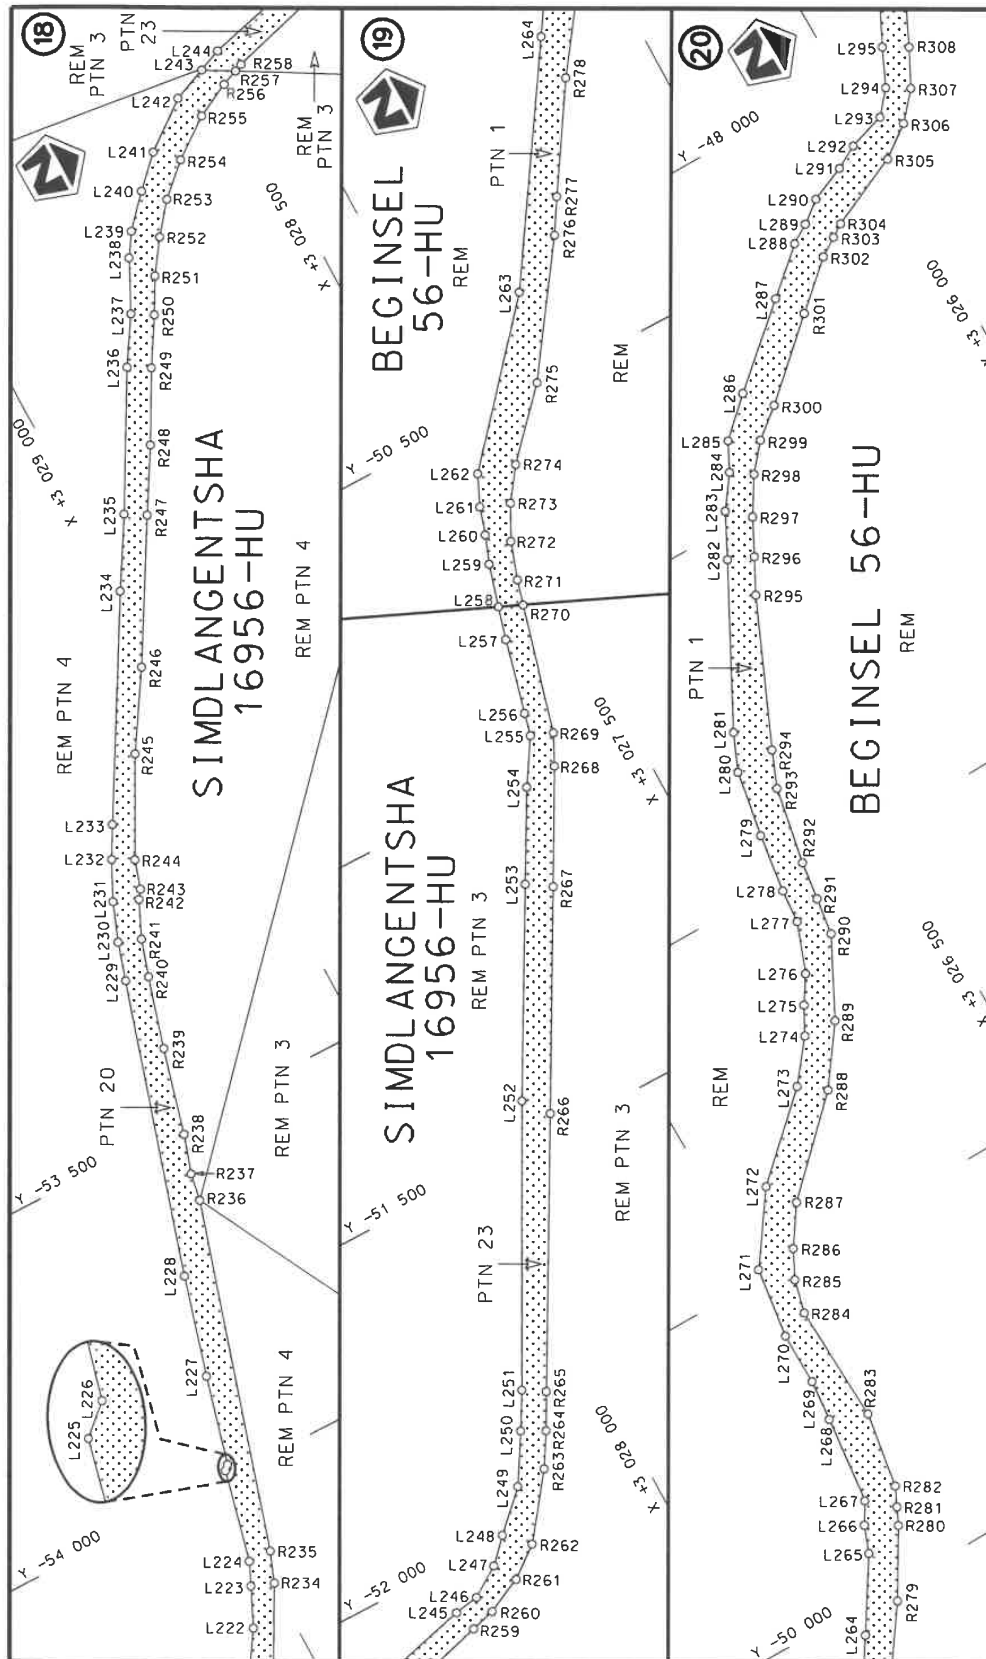 18
REM
PTN 3
PTN
23
L244
L243
L242
L241
L240
L239
L238
L237
L236
L235
L234
L233
L232
L231
L230
L229
L228
L227
L226
L225
L224
L223
L222
R258
R257
R256
R255
R254
R253
R252
R251
R250
R249
R248
R247
R246
R245
R244
R243
R242
R241
R240
R239
R238
R237
R236
R235
R234
REM
PTN 3
X +3 028 500
X +3 029 000
SIMDLANGENTSHA
16956-HU
REM PTN 4
REM PTN 4
PTN 20
REM PTN 3
Y -53 500
REM PTN 4
Y -54 000
19
N
BEGINSEL
56-HU
REM
PTN 1
REM
L264
L263
L262
L261
L260
L259
L258
L257
L256
L255
L254
L253
L252
L251
L250
L249
L248
L247
L246
L245
R278
R277
R276
R275
R274
R273
R272
R271
R270
R269
R268
R267
R266
R265
R264
R263
R262
R261
R260
R259
Y -50 500
X +3 027 500
SIMDLANGENTSHA
16956-HU
REM PTN 3
REM PTN 3
Y -51 500
PTN 23
X +3 028 000
Y -52 000
20
N
Y -48 000
L295
L294
L293
L292
L291
L290
L289
L288
L287
L286
L285
L284
L283
L282
L281
L280
L279
L278
L277
L276
L275
L274
L273
L272
L271
L270
L269
L268
L267
L266
L265
L264
R308
R307
R306
R305
R304
R303
R302
R301
R300
R299
R298
R297
R296
R295
R294
R293
R292
R291
R290
R289
R288
R287
R286
R285
R284
R283
R282
R281
R280
R279
X +3 026 000
PTN 1
BEGINSEL 56-HU
REM
REM
X +3 026 500
Y -50 000